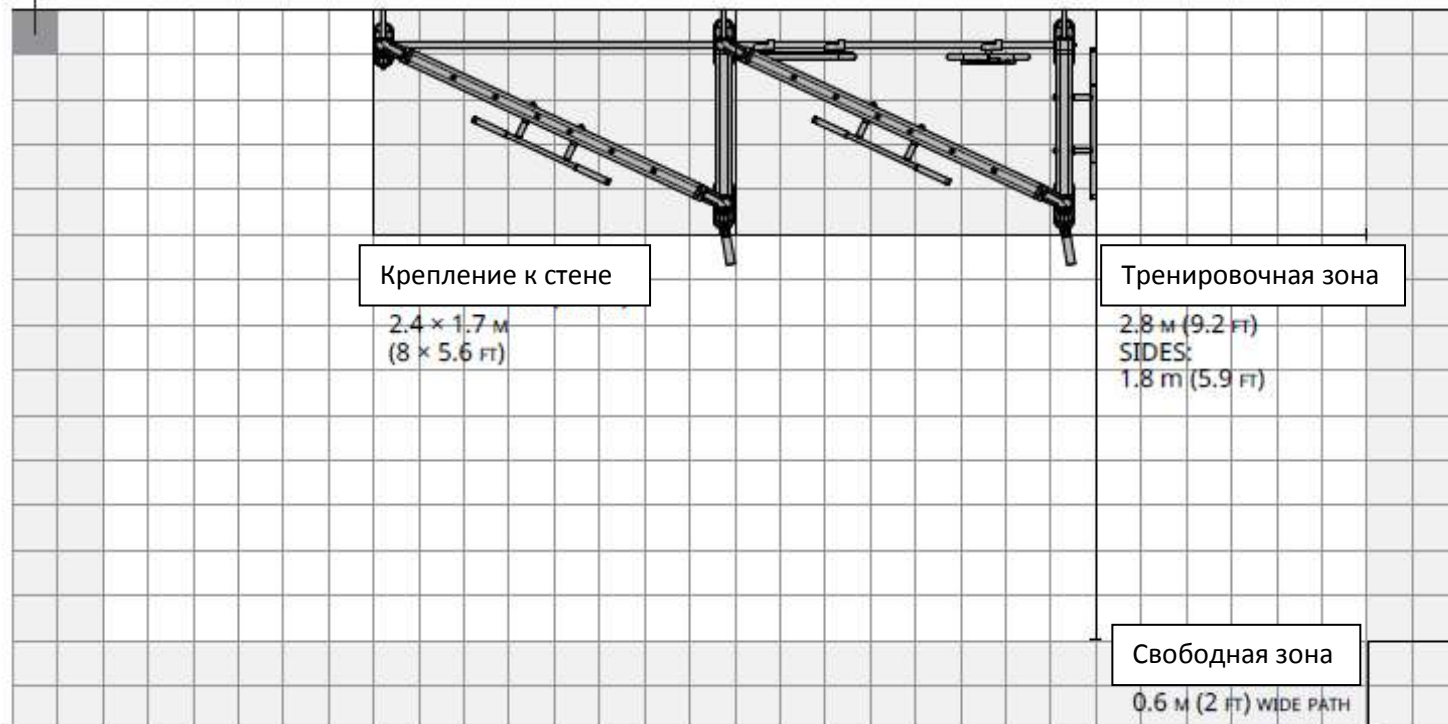 Крепление к стене
2.4 × 1.7 м
(8 × 5.6 FT)
Тренировочная зона
2.8 м (9.2 FT)
SIDES:
1.8 m (5.9 FT)
Свободная зона
0.6 м (2 FT) WIDE PATH